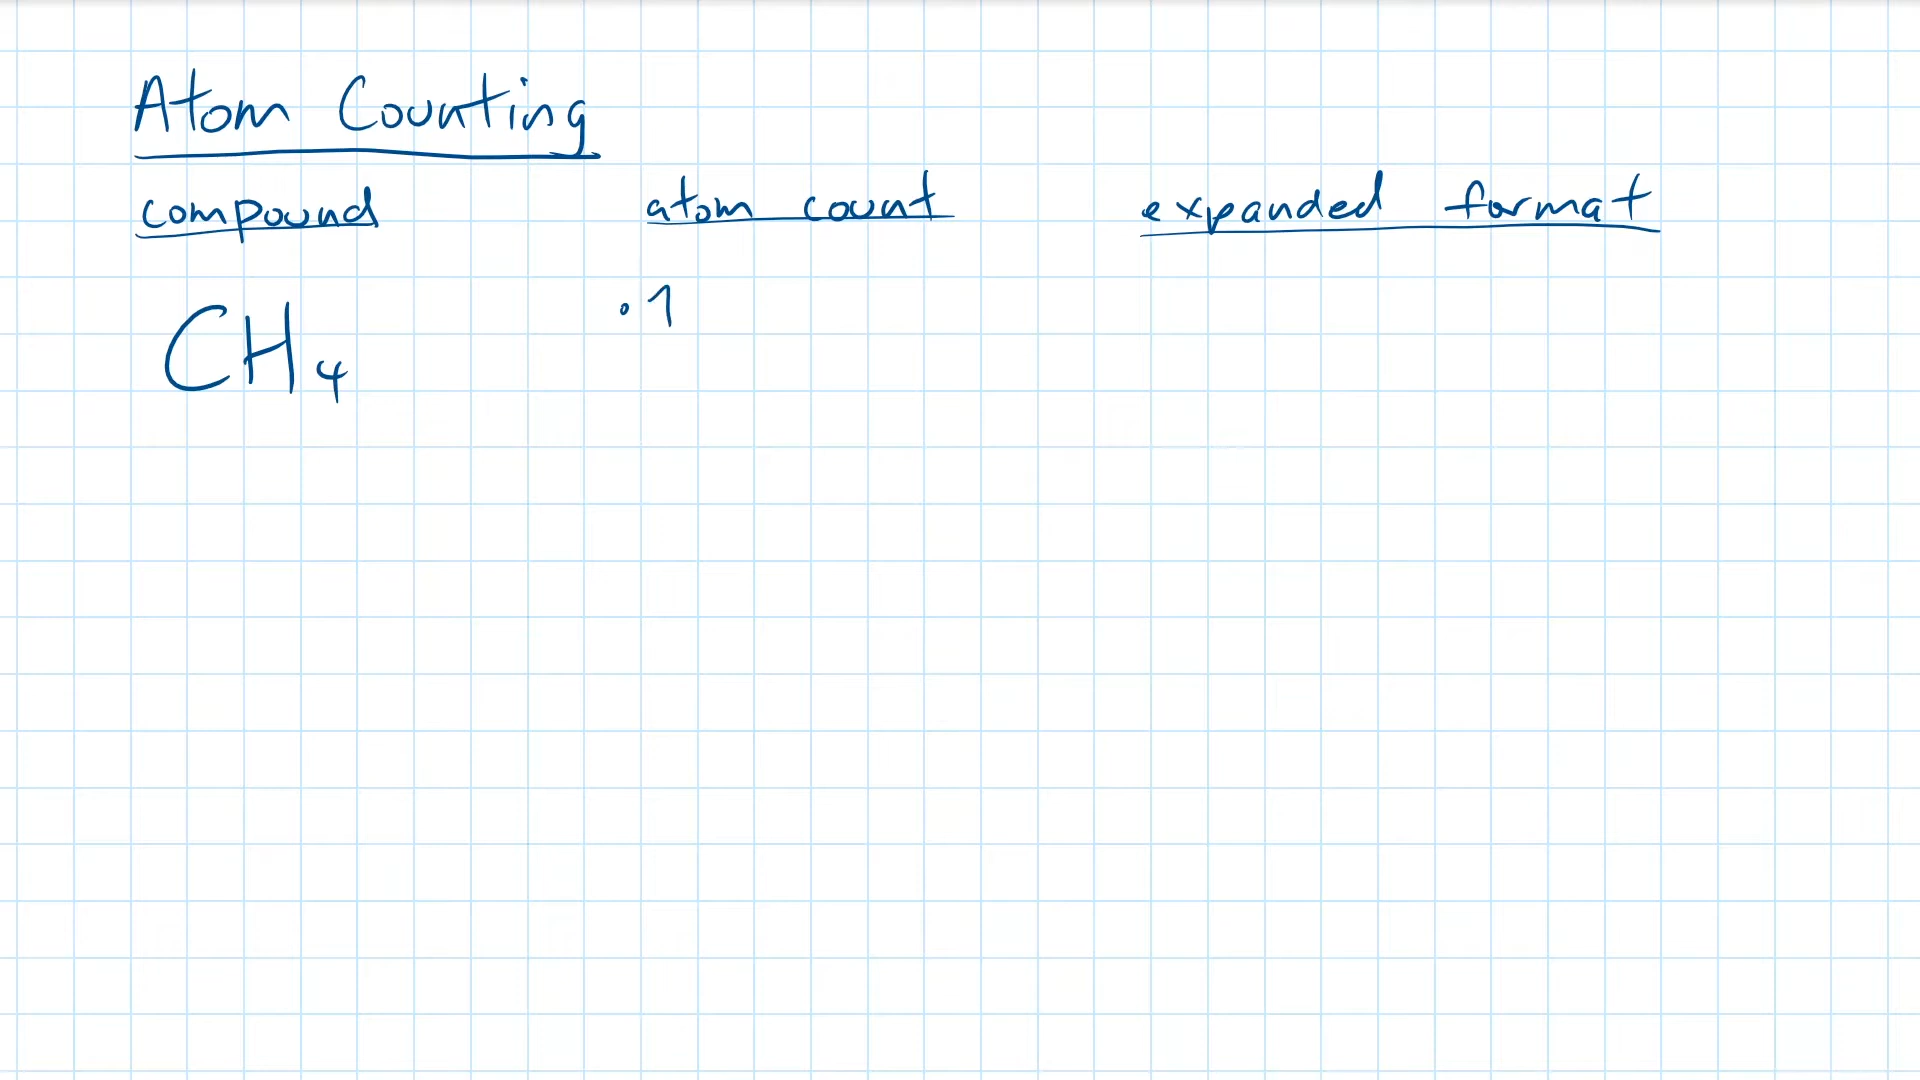 Atom Counting
compound atom count expanded format
CH₄ • 1